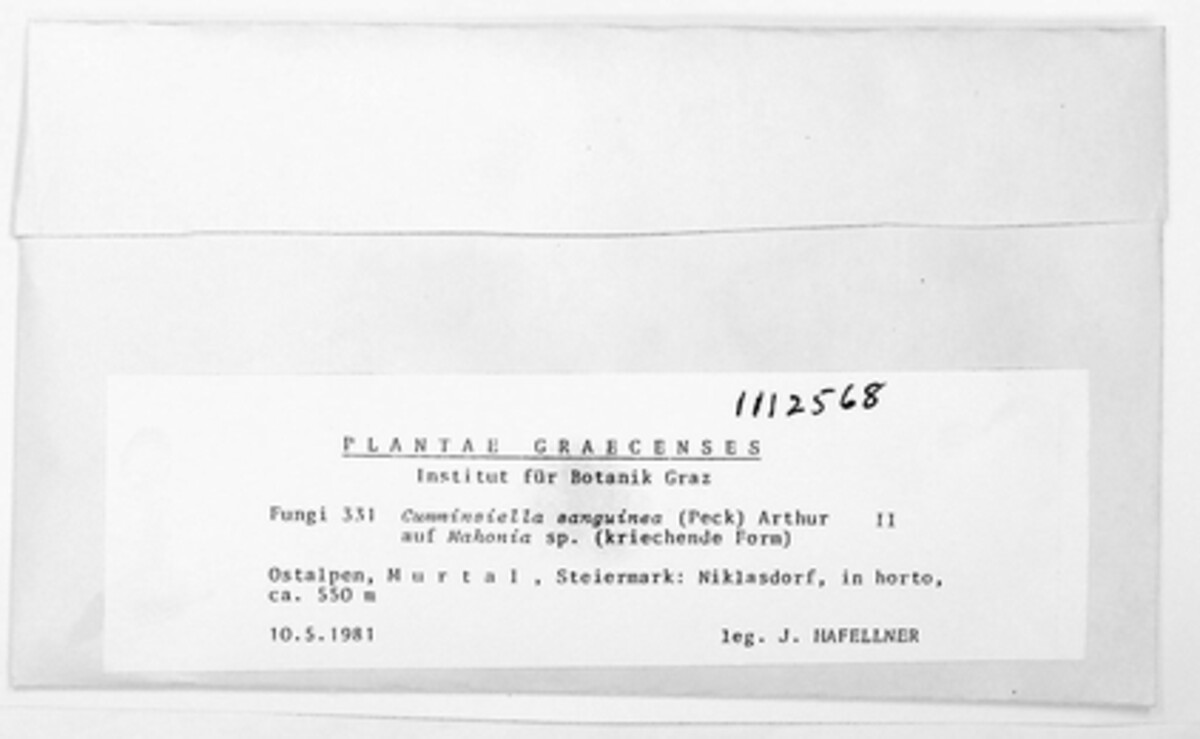 1112568
PLANTAE GRAECENSES
Institut für Botanik Graz
Fungi 331 Cumminsiella sanguinea (Peck) Arthur II
auf Mahonia sp. (kriechende Form)
Ostalpen, Murtal, Steiermark: Niklasdorf, in horto,
ca. 550 m
10.5.1981 leg. J. HAFELLNER